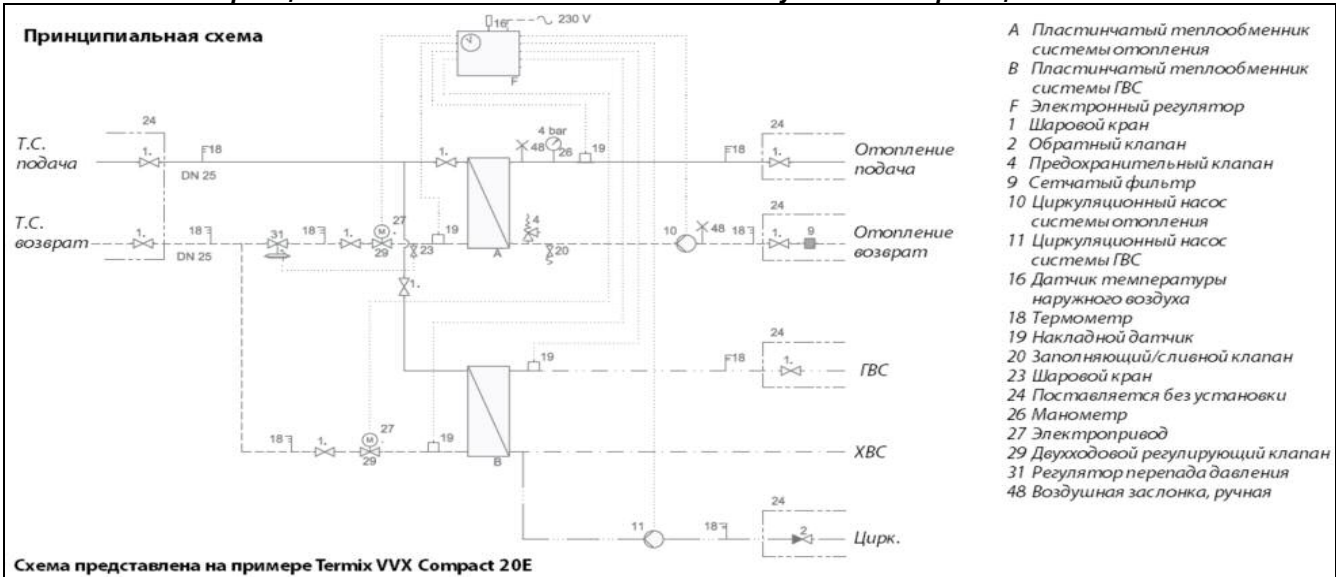 16 230 V
Принципиальная схема
F
24
Т.С.
подача
1.
18
DN 25
1.
48
4 bar
26
19
18
24
1.
Отопление
подача
Т.С.
возврат
1.
18
DN 25
31
18
1.
27
M
29
23
19
A
4
20
10
48
18
24
1.
9
Отопление
возврат
1.
19
18
24
1.
ГВС
18
1.
27
M
29
19
B
ХВС
11
18
24
2
Цирк.
Схема представлена на примере Termix VVX Compact 20E
A Пластинчатый теплообменник
системы отопления
B Пластинчатый теплообменник
системы ГВС
F Электронный регулятор
1 Шаровой кран
2 Обратный клапан
4 Предохранительный клапан
9 Сетчатый фильтр
10 Циркуляционный насос
системы отопления
11 Циркуляционный насос
системы ГВС
16 Датчик температуры
наружного воздуха
18 Термометр
19 Накладной датчик
20 Заполняющий/сливной клапан
23 Шаровой кран
24 Поставляется без установки
26 Манометр
27 Электропривод
29 Двухходовой регулирующий клапан
31 Регулятор перепада давления
48 Воздушная заслонка, ручная